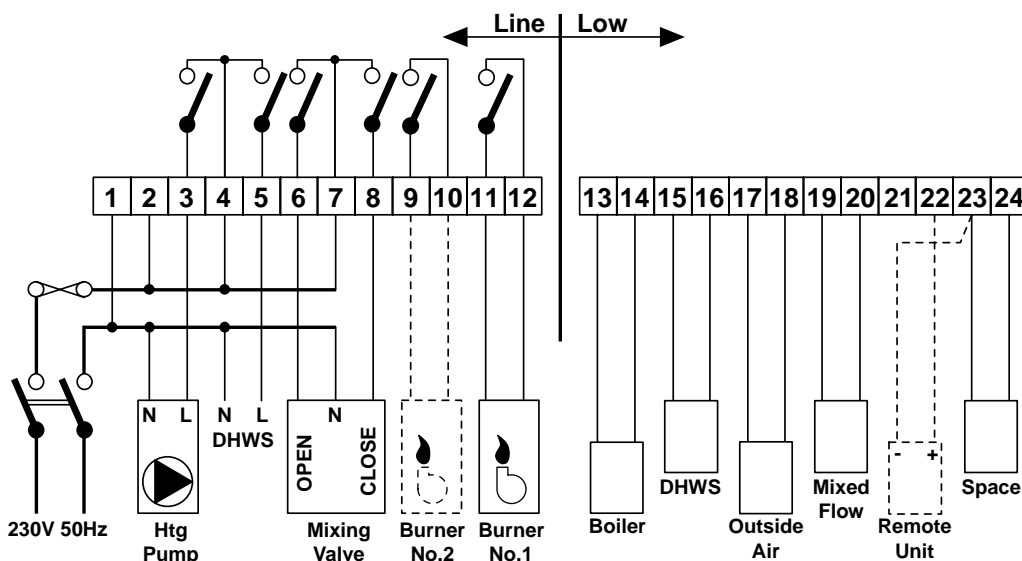 Line Low
1 2 3 4 5 6 7 8 9 10 11 12 13 14 15 16 17 18 19 20 21 22 23 24
N L N L N - +
DHWS
OPEN
CLOSE
230V 50Hz
Htg
Pump
Mixing
Valve
Burner
No.2
Burner
No.1
Boiler
DHWS
Outside
Air
Mixed
Flow
Remote
Unit
Space